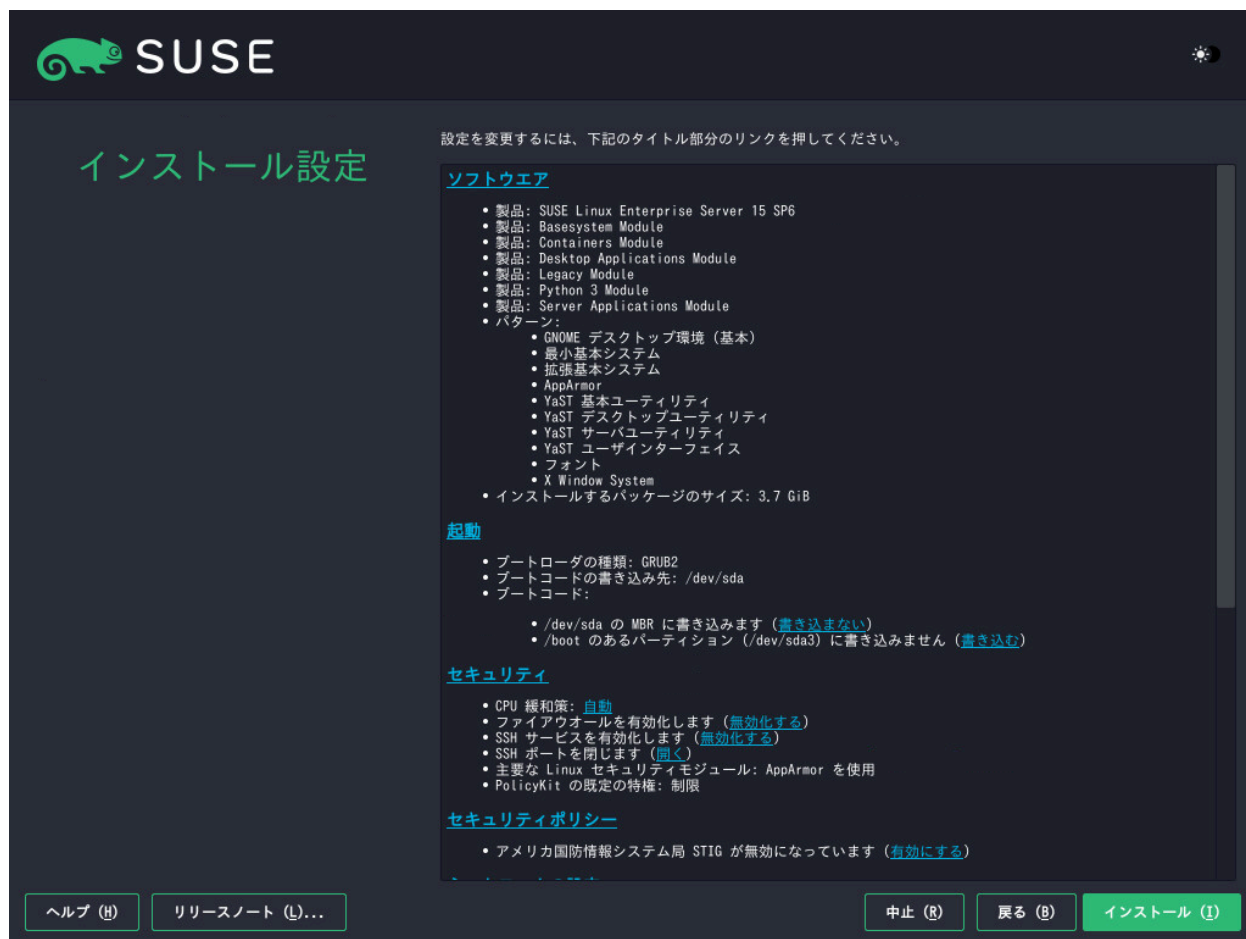 SUSE
インストール設定
設定を変更するには、下記のタイトル部分のリンクを押してください。
ソフトウエア
• 製品: SUSE Linux Enterprise Server 15 SP6
• 製品: Basesystem Module
• 製品: Containers Module
• 製品: Desktop Applications Module
• 製品: Legacy Module
• 製品: Python 3 Module
• 製品: Server Applications Module
• パターン:
• GNOME デスクトップ環境 (基本)
• 最小基本システム
• 拡張基本システム
• AppArmor
• YaST 基本ユーティリティ
• YaST デスクトップユーティリティ
• YaST サーバユーティリティ
• YaST ユーザインターフェイス
• フォント
• X Window System
• インストールするパッケージのサイズ: 3.7 GiB
起動
• ブートローダの種類: GRUB2
• ブートコードの書き込み先: /dev/sda
• ブートコード:
• /dev/sda の MBR に書き込みます (書き込まない)
• /boot のあるパーティション (/dev/sda3) に書き込みません (書き込む)
セキュリティ
• CPU 緩和策: 自動
• ファイアウオールを有効化します (無効化する)
• SSH サービスを有効化します (無効化する)
• SSH ポートを閉じます (開く)
• 主要な Linux セキュリティモジュール: AppArmor を使用
• PolicyKit の既定の特権: 制限
セキュリティポリシー
• アメリカ国防情報システム局 STIG が無効になっています (有効にする)
ヘルプ (H)
リリースノート (L)...
中止 (R)
戻る (B)
インストール (I)